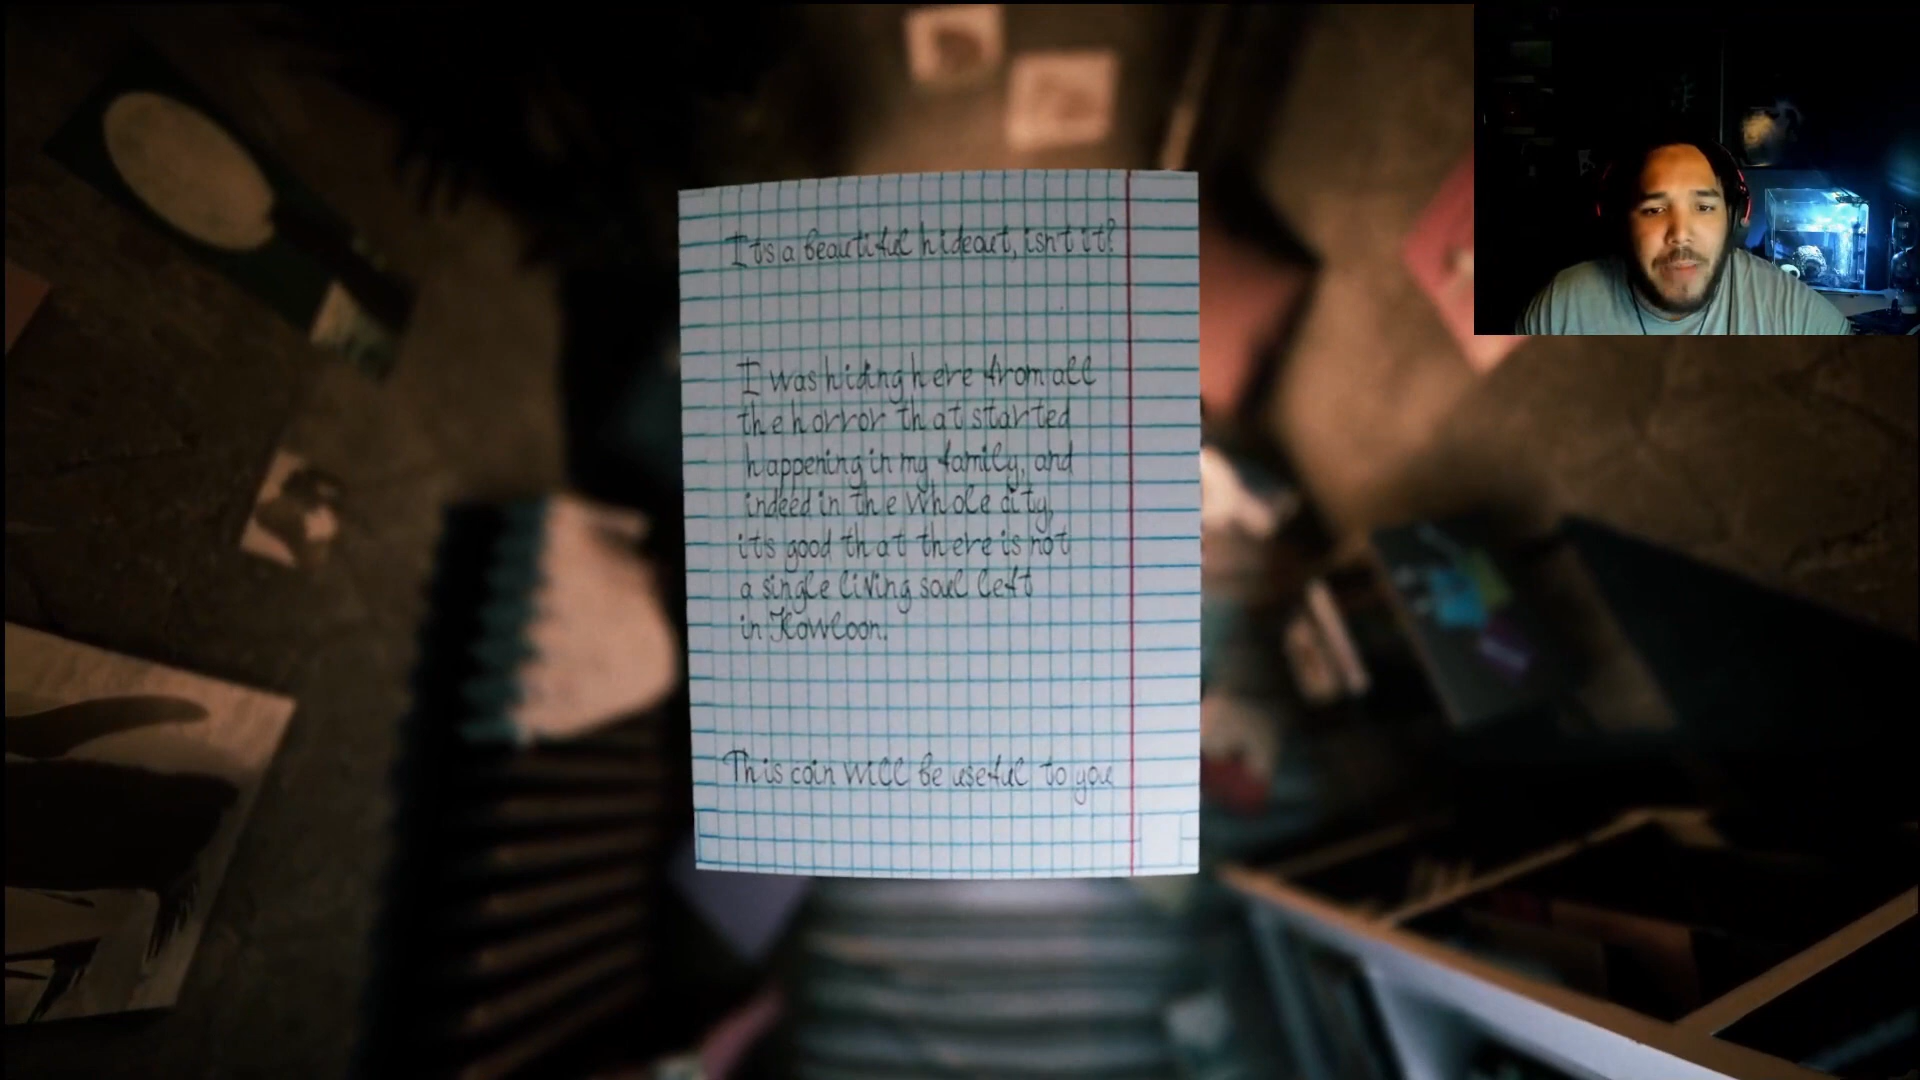 It's a beautiful hideout, isn't it?
I was hiding here from all
the horror that started
happening in my family, and
indeed in the whole city,
it's good that there is not
a single living soul left
in Kowloon.
This coin will be useful to you